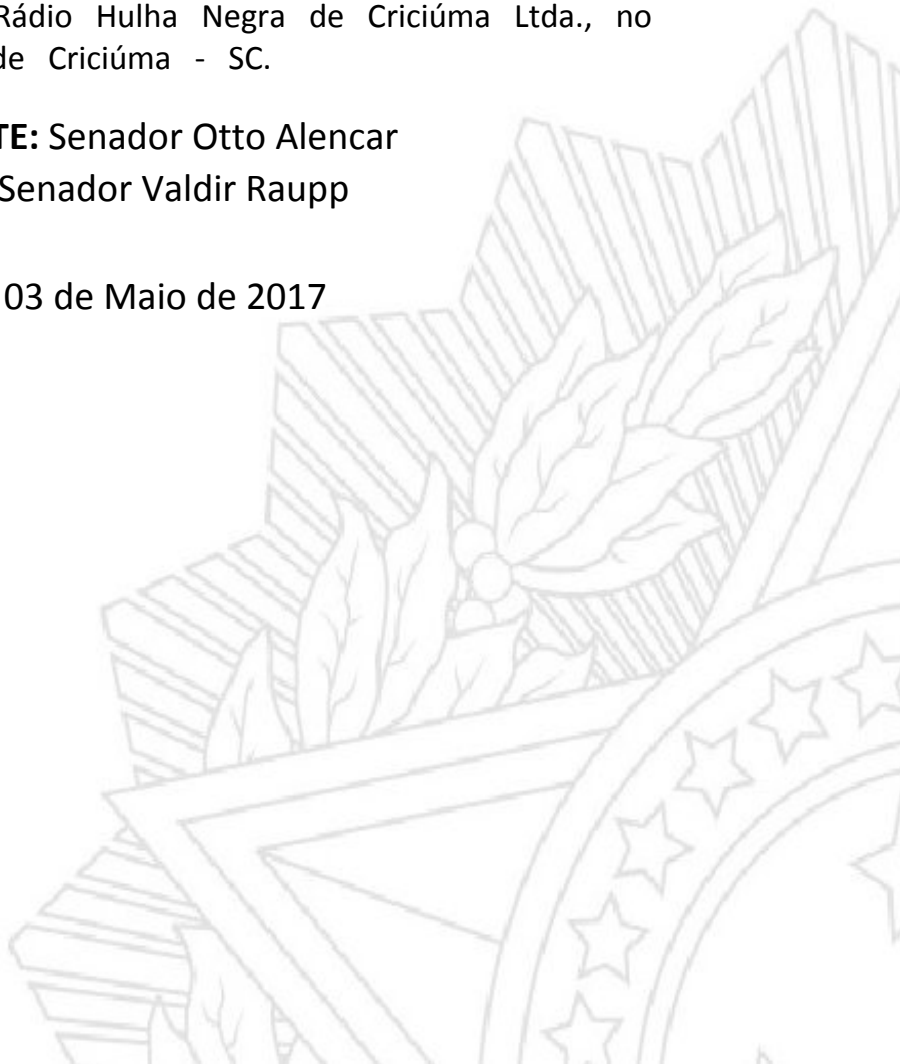 Rádio Hulha Negra de Criciúma Ltda., no
de Criciúma - SC.
TE: Senador Otto Alencar
Senador Valdir Raupp
03 de Maio de 2017